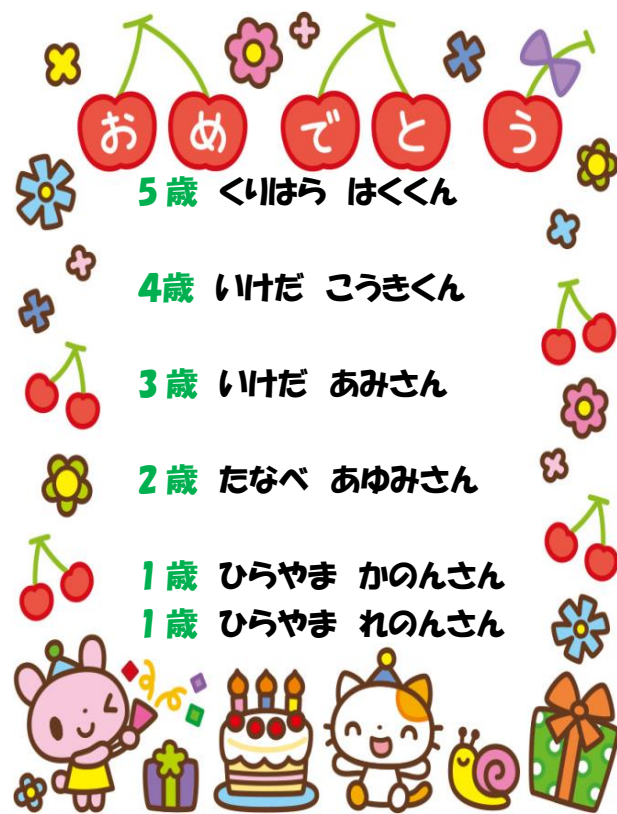 おめでとう
5歳 くりはら はくくん
4歳 いけだ こうきくん
3歳 いけだ あみさん
2歳 たなべ あゆみさん
1歳 ひらやま かのんさん
1歳 ひらやま れのんさん